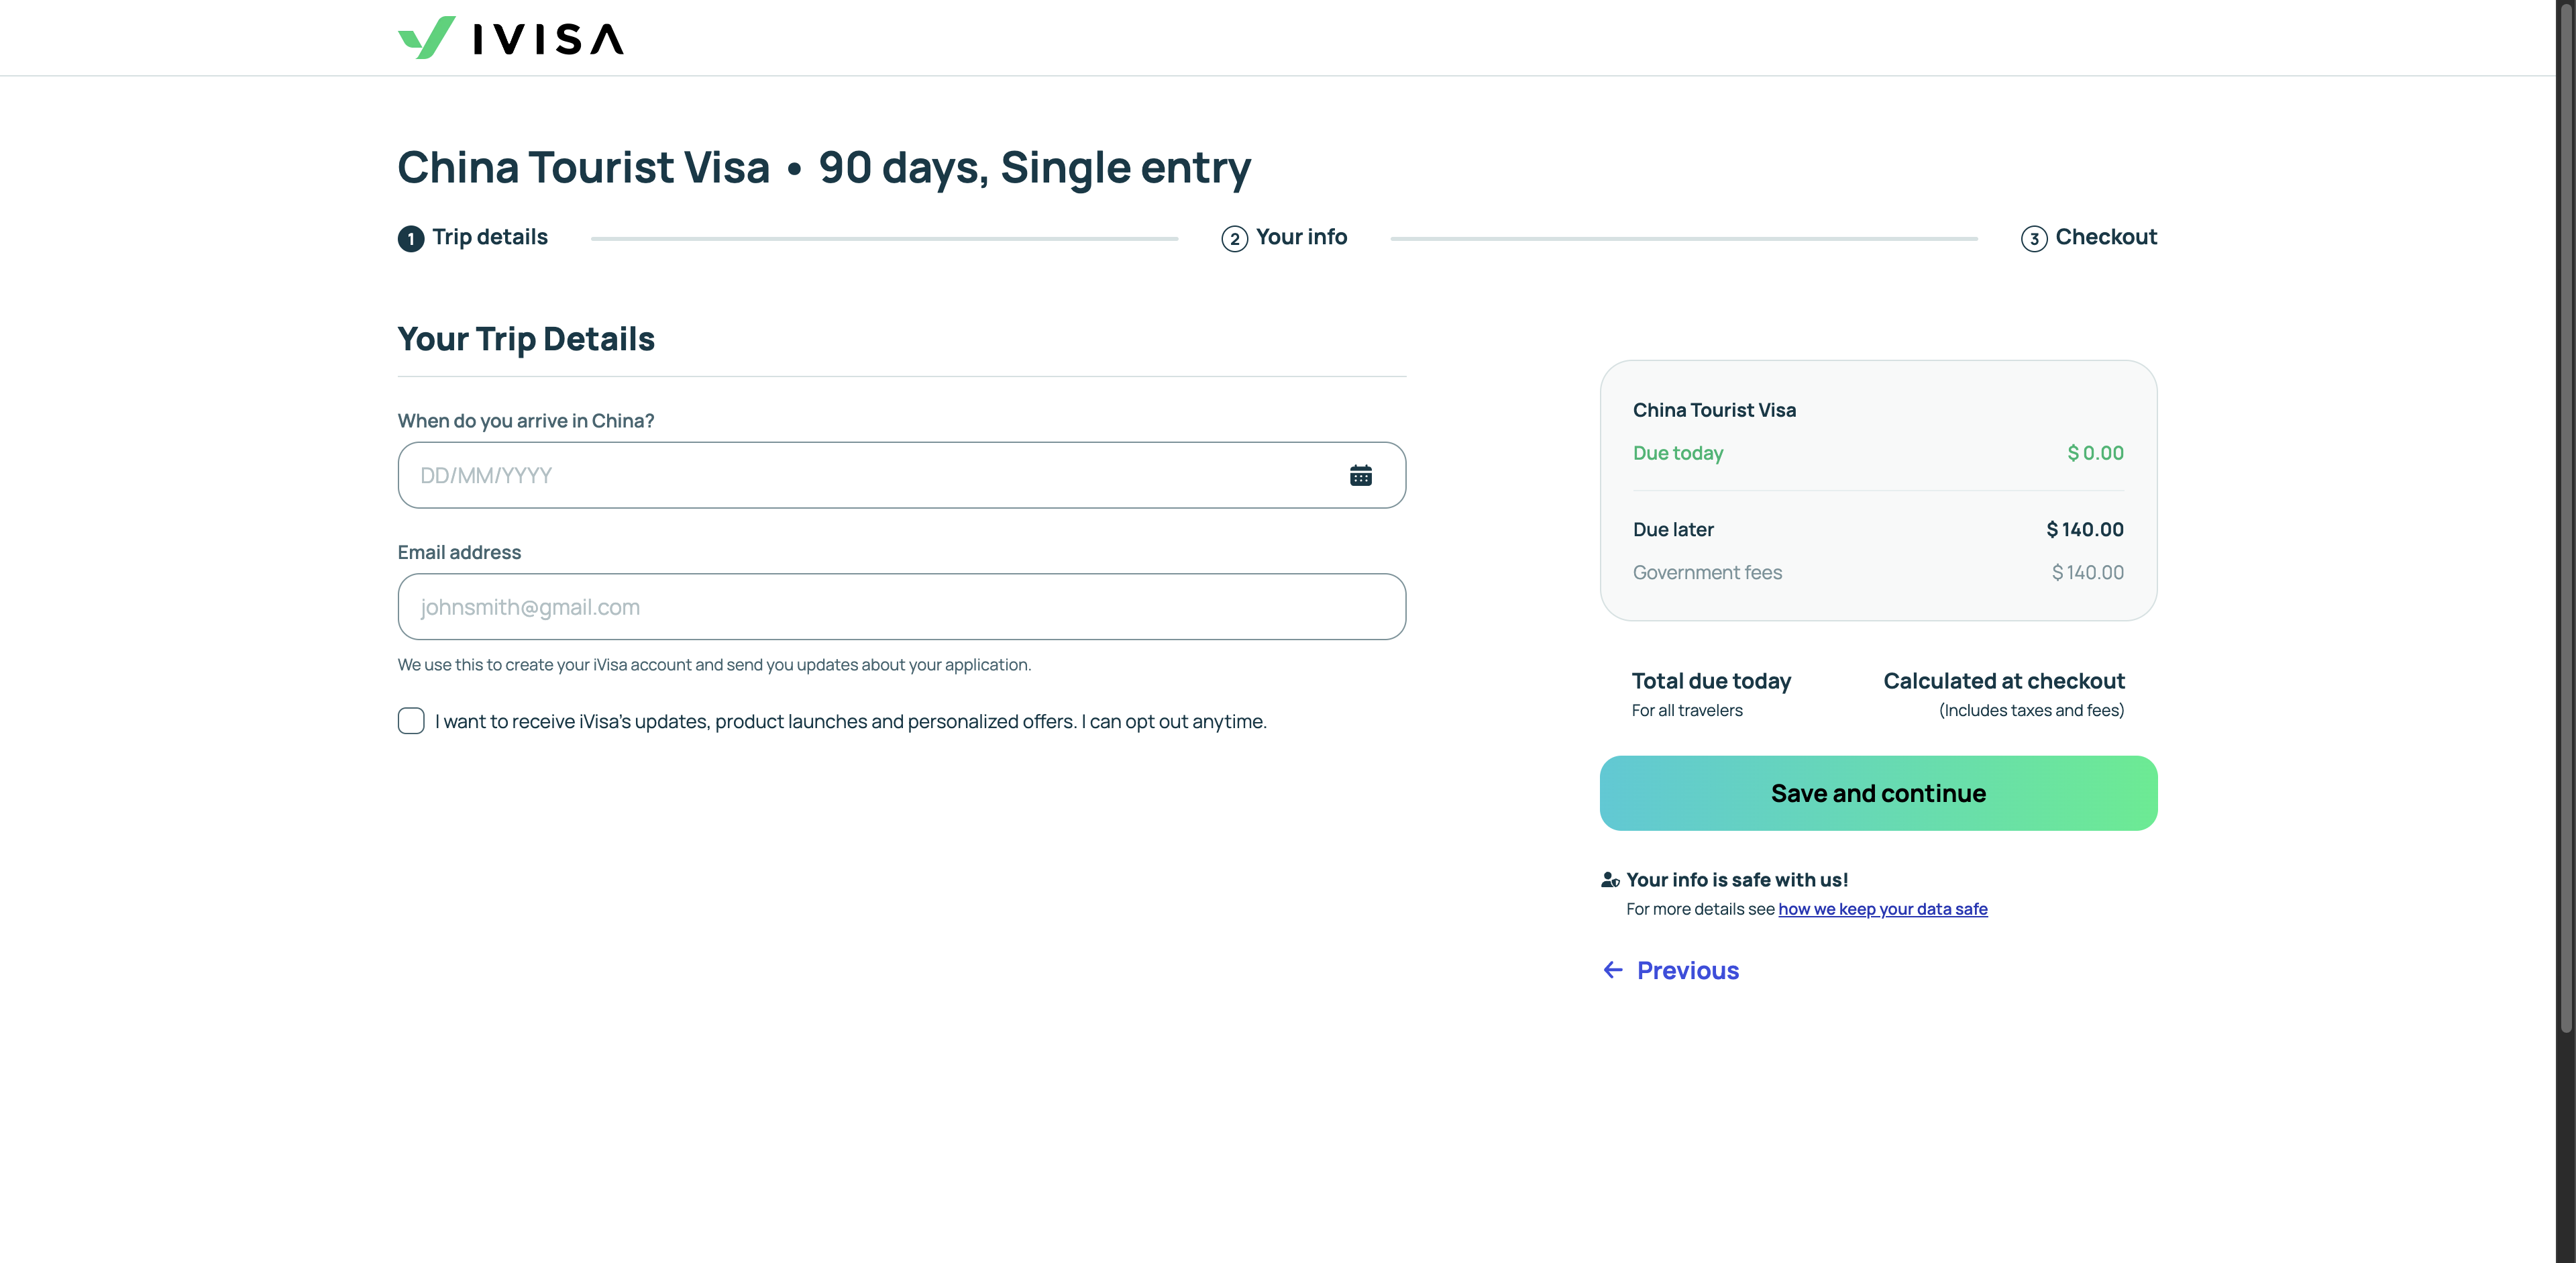 IVISA
China Tourist Visa • 90 days, Single entry
1 Trip details
2 Your info
3 Checkout
Your Trip Details
When do you arrive in China?
DD/MM/YYYY
Email address
johnsmith@gmail.com
We use this to create your iVisa account and send you updates about your application.
I want to receive iVisa's updates, product launches and personalized offers. I can opt out anytime.
China Tourist Visa
Due today $ 0.00
Due later $ 140.00
Government fees $ 140.00
Total due today Calculated at checkout
For all travelers (Includes taxes and fees)
Save and continue
Your info is safe with us!
For more details see how we keep your data safe
← Previous